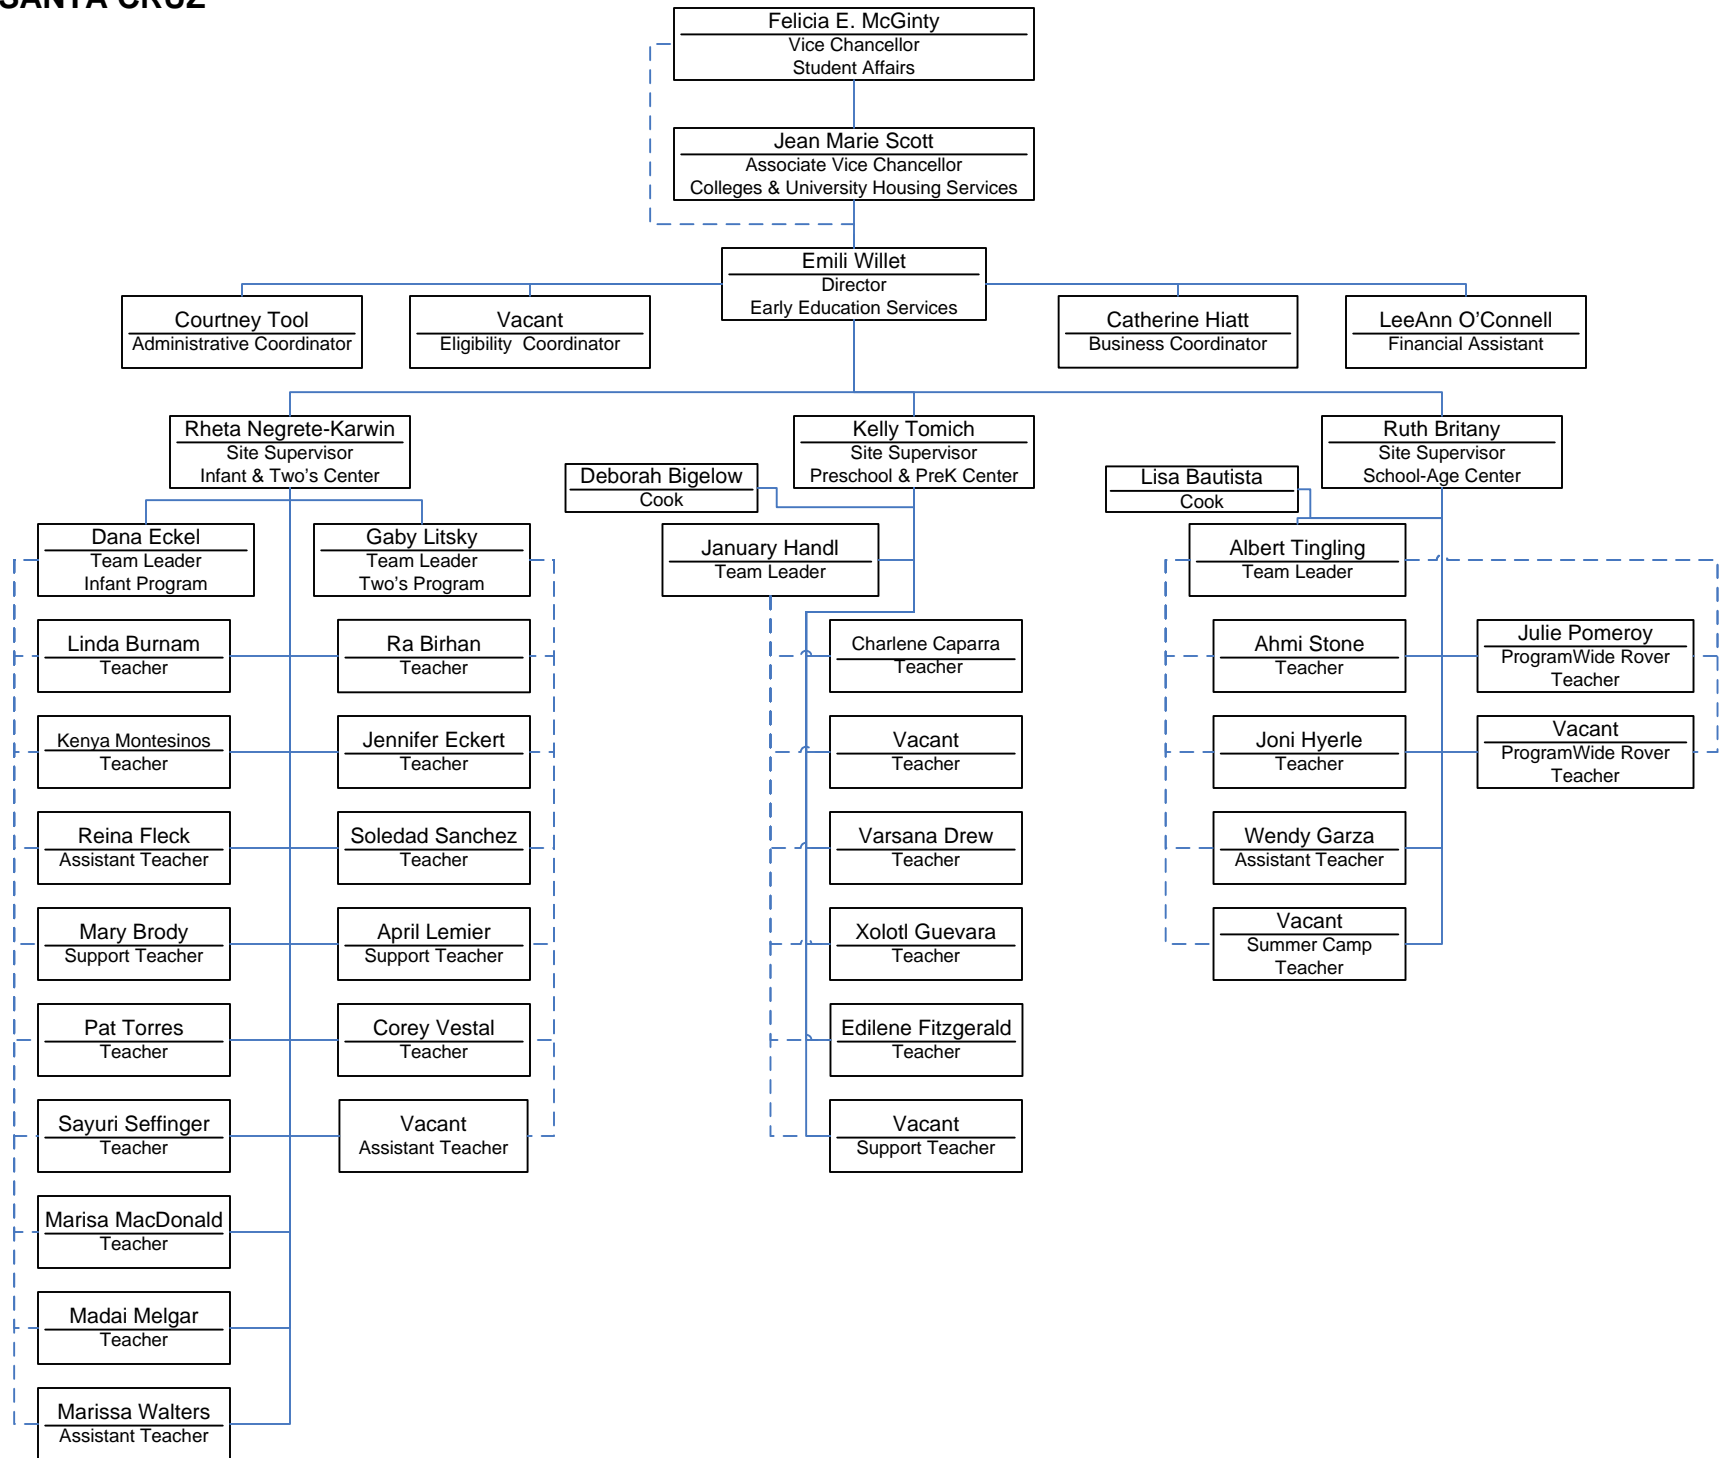 SANTA CRUZ
Felicia E. McGinty
Vice Chancellor
Student Affairs
Jean Marie Scott
Associate Vice Chancellor
Colleges & University Housing Services
Emili Willet
Director
Early Education Services
Courtney Tool
Administrative Coordinator
Vacant
Eligibility Coordinator
Catherine Hiatt
Business Coordinator
LeeAnn O'Connell
Financial Assistant
Rheta Negrete-Karwin
Site Supervisor
Infant & Two's Center
Kelly Tomich
Site Supervisor
Preschool & PreK Center
Ruth Britany
Site Supervisor
School-Age Center
Deborah Bigelow
Cook
Lisa Bautista
Cook
Dana Eckel
Team Leader
Infant Program
Gaby Litsky
Team Leader
Two's Program
January Handl
Team Leader
Albert Tingling
Team Leader
Linda Burnam
Teacher
Ra Birhan
Teacher
Charlene Caparra
Teacher
Ahmi Stone
Teacher
Julie Pomeroy
ProgramWide Rover
Teacher
Kenya Montesinos
Teacher
Jennifer Eckert
Teacher
Vacant
Teacher
Joni Hyerle
Teacher
Vacant
ProgramWide Rover
Teacher
Reina Fleck
Assistant Teacher
Soledad Sanchez
Teacher
Varsana Drew
Teacher
Wendy Garza
Assistant Teacher
Mary Brody
Support Teacher
April Lemier
Support Teacher
Xolotl Guevara
Teacher
Vacant
Summer Camp
Teacher
Pat Torres
Teacher
Corey Vestal
Teacher
Edilene Fitzgerald
Teacher
Sayuri Seffinger
Teacher
Vacant
Assistant Teacher
Vacant
Support Teacher
Marisa MacDonald
Teacher
Madai Melgar
Teacher
Marissa Walters
Assistant Teacher